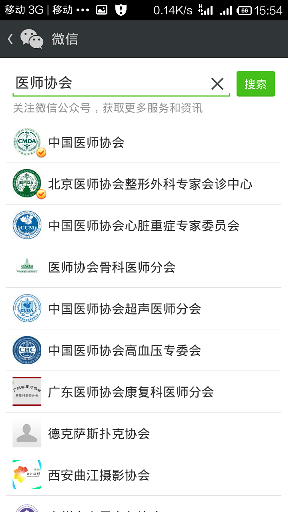 移动 3G 移动 ••• 0.14K/s 56 15:54
微信
医师协会 搜索
关注微信公众号，获取更多服务和资讯
中国医师协会
北京医师协会整形外科专家会诊中心
中国医师协会心脏重症专家委员会
医师协会骨科医师分会
中国医师协会超声医师分会
中国医师协会高血压专委会
广东医师协会康复科医师分会
德克萨斯扑克协会
西安曲江摄影协会